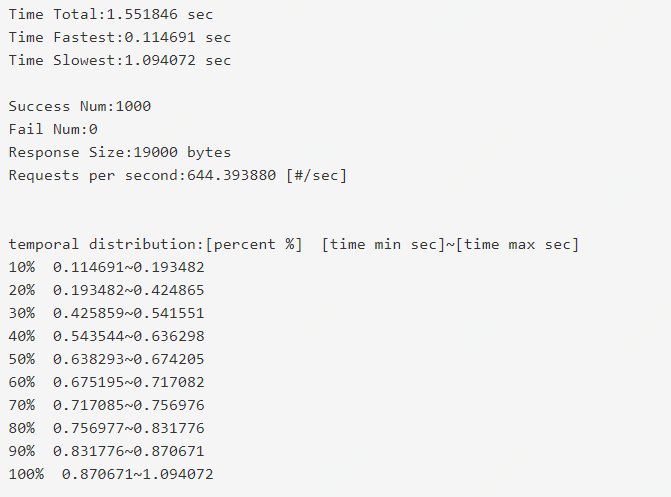 Time Total:1.551846 sec
Time Fastest:0.114691 sec
Time Slowest:1.094072 sec
Success Num:1000
Fail Num:0
Response Size:19000 bytes
Requests per second:644.393880 [#/sec]
temporal distribution:[percent %]  [time min sec]~[time max sec]
10%  0.114691~0.193482
20%  0.193482~0.424865
30%  0.425859~0.541551
40%  0.543544~0.636298
50%  0.638293~0.674205
60%  0.675195~0.717082
70%  0.717085~0.756976
80%  0.756977~0.831776
90%  0.831776~0.870671
100%  0.870671~1.094072